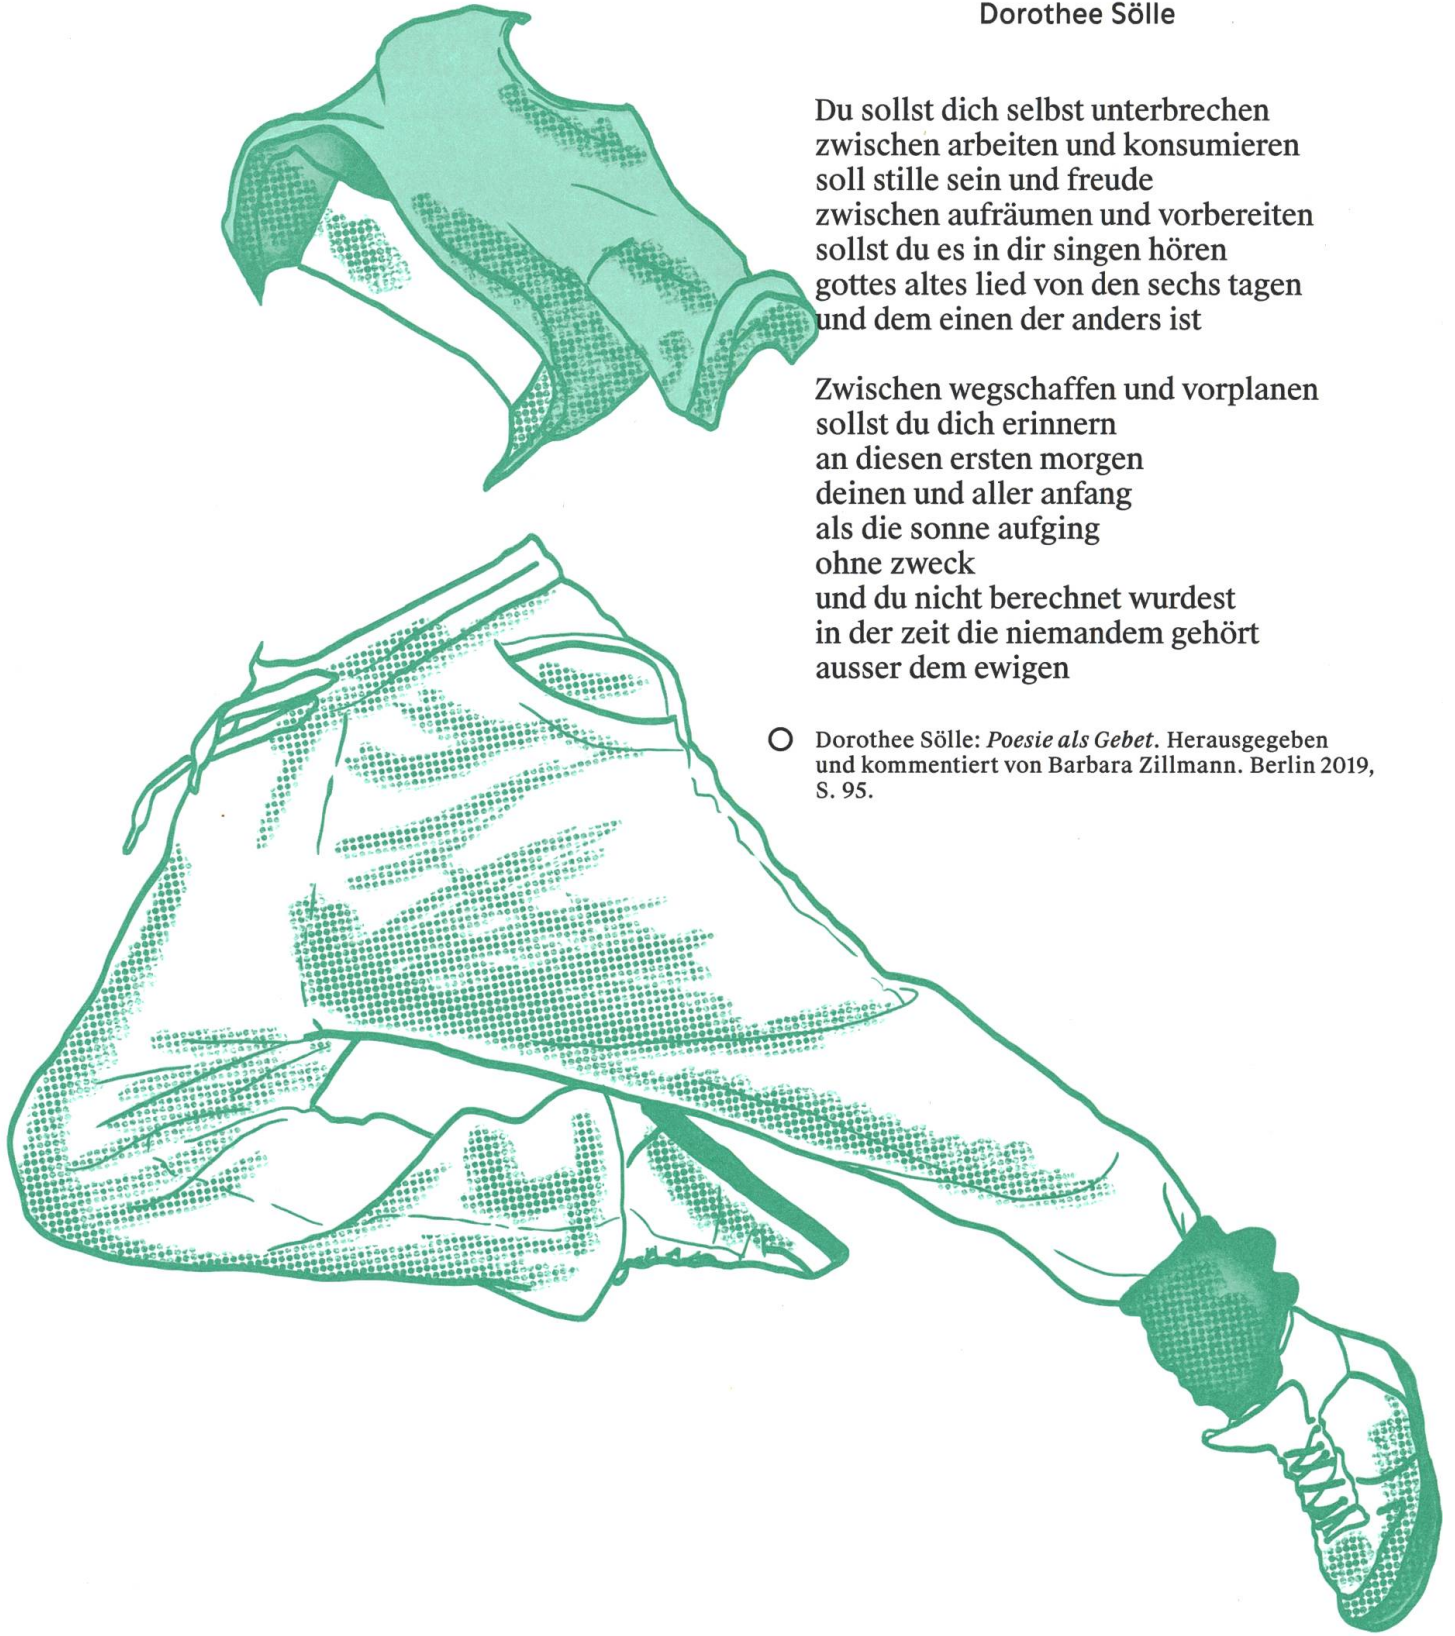 Dorothee Sölle
Du sollst dich selbst unterbrechen
zwischen arbeiten und konsumieren
soll stille sein und freude
zwischen aufräumen und vorbereiten
sollst du es in dir singen hören
gottes altes lied von den sechs tagen
und dem einen der anders ist
Zwischen wegschaffen und vorplanen
sollst du dich erinnern
an diesen ersten morgen
deinen und aller anfang
als die sonne aufging
ohne zweck
und du nicht berechnet wurdest
in der zeit die niemandem gehört
ausser dem ewigen
Dorothee Sölle: Poesie als Gebet. Herausgegeben
und kommentiert von Barbara Zillmann. Berlin 2019,
S. 95.